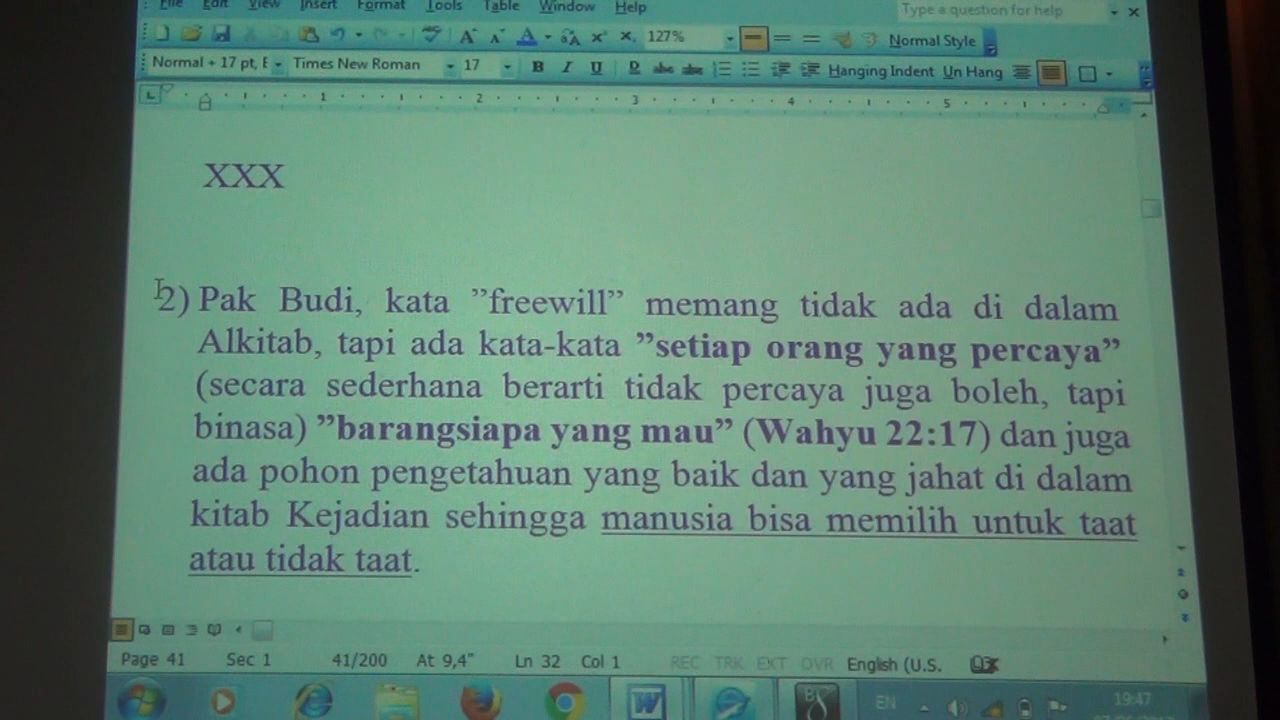 File Edit View Insert Format Tools Table Window Help
Type a question for help
127%
Normal Style
Normal + 17 pt, E Times New Roman 17 B I U Hanging Indent Un Hang
1 2 3 4 5
XXX
2) Pak Budi, kata ”freewill” memang tidak ada di dalam
Alkitab, tapi ada kata-kata ”setiap orang yang percaya”
(secara sederhana berarti tidak percaya juga boleh, tapi
binasa) ”barangsiapa yang mau” (Wahyu 22:17) dan juga
ada pohon pengetahuan yang baik dan yang jahat di dalam
kitab Kejadian sehingga manusia bisa memilih untuk taat
atau tidak taat.
Page 41 Sec 1 41/200 At 9,4” Ln 32 Col 1 REC TRK EXT OVR English (U.S.
EN 19:47